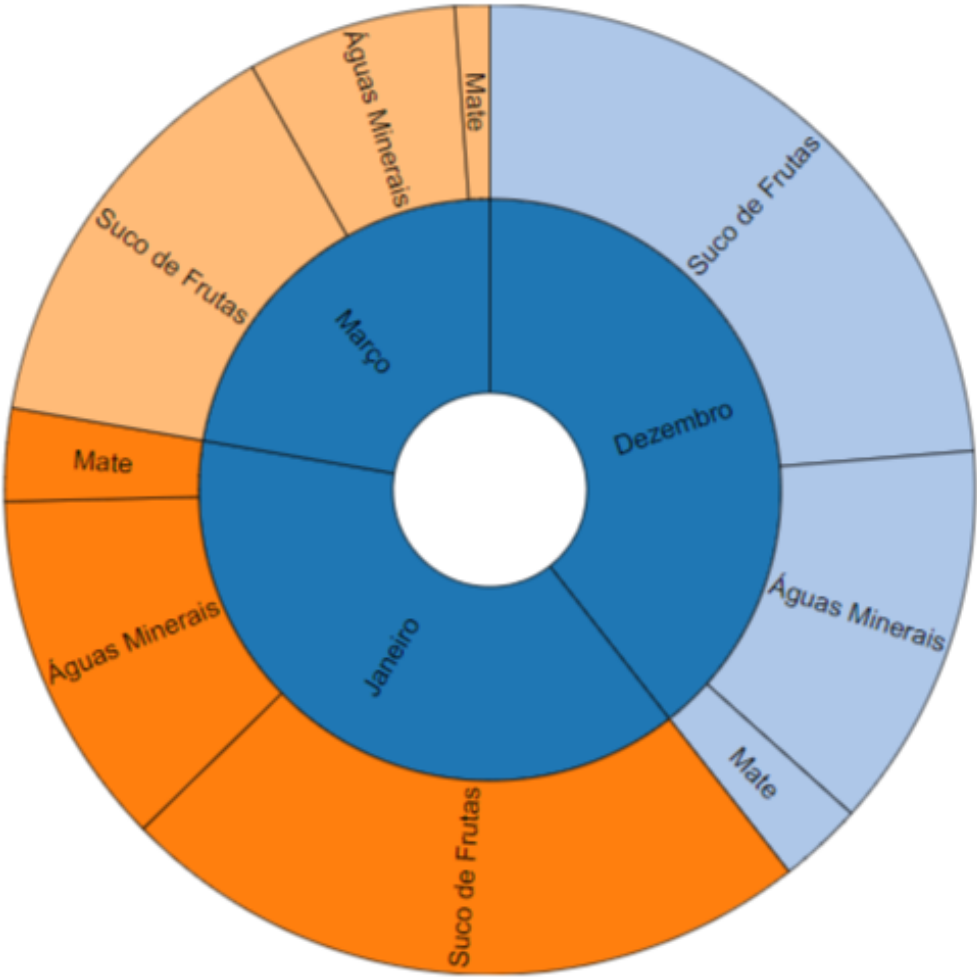 Dezembro
Suco de Frutas
Águas Minerais
Mate
Janeiro
Suco de Frutas
Águas Minerais
Mate
Março
Suco de Frutas
Águas Minerais
Mate